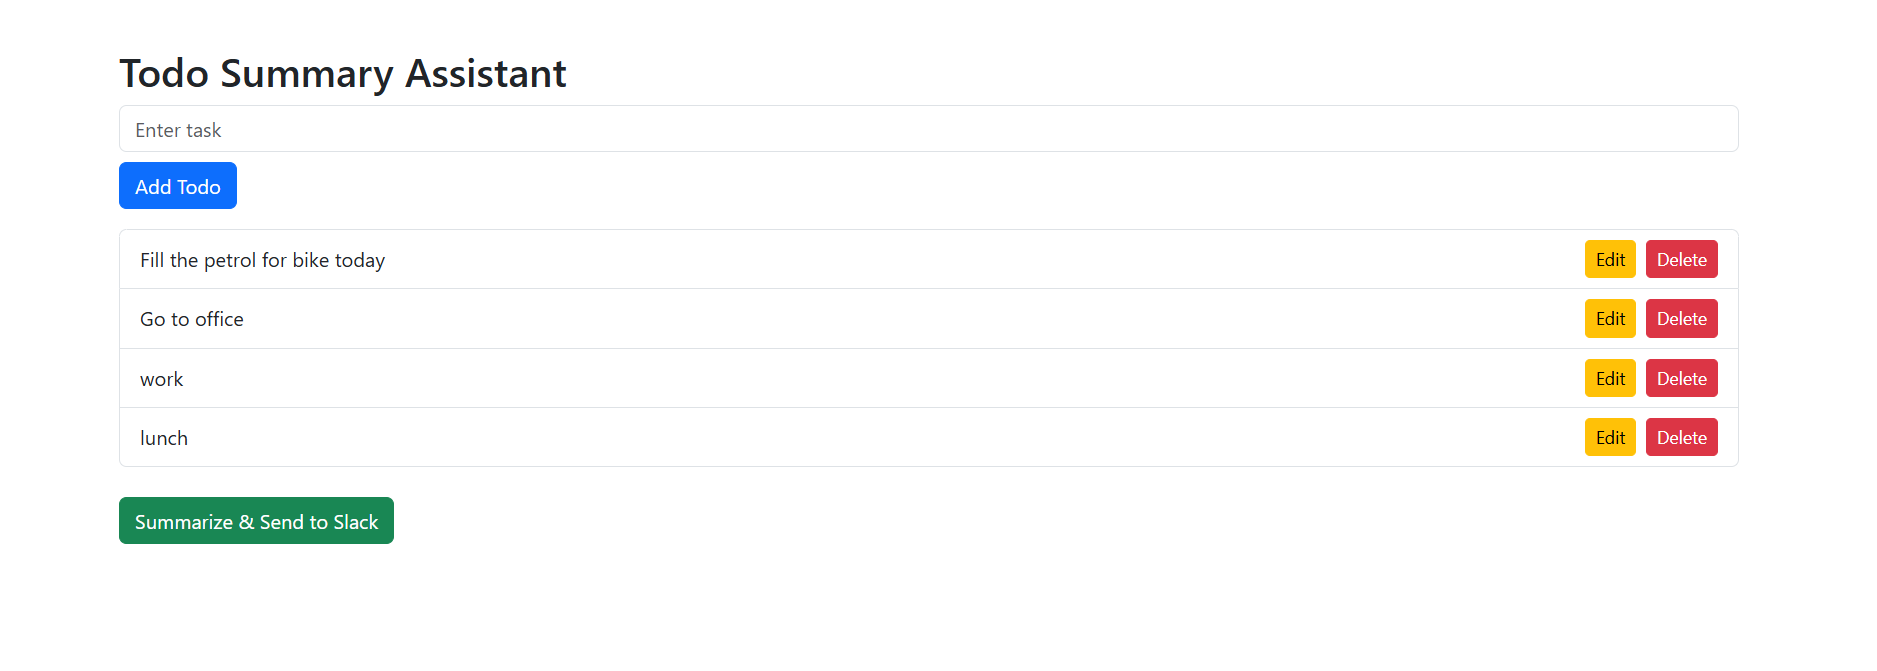 Todo Summary Assistant
Enter task
Add Todo
Fill the petrol for bike today Edit Delete
Go to office Edit Delete
work Edit Delete
lunch Edit Delete
Summarize & Send to Slack